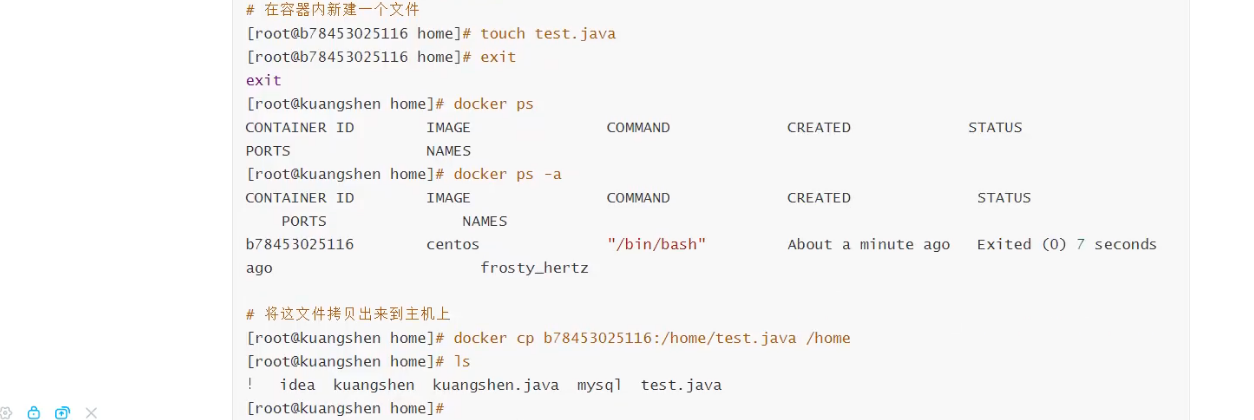 # 在容器内新建一个文件
[root@b78453025116 home]# touch test.java
[root@b78453025116 home]# exit
exit
[root@kuangshen home]# docker ps
CONTAINER ID        IMAGE               COMMAND             CREATED             STATUS
PORTS               NAMES
[root@kuangshen home]# docker ps -a
CONTAINER ID        IMAGE               COMMAND             CREATED              STATUS
    PORTS               NAMES
b78453025116        centos              "/bin/bash"         About a minute ago   Exited (0) 7 seconds
ago                       frosty_hertz
# 将这文件拷贝出来到主机上
[root@kuangshen home]# docker cp b78453025116:/home/test.java /home
[root@kuangshen home]# ls
!   idea  kuangshen  kuangshen.java  mysql  test.java
[root@kuangshen home]#